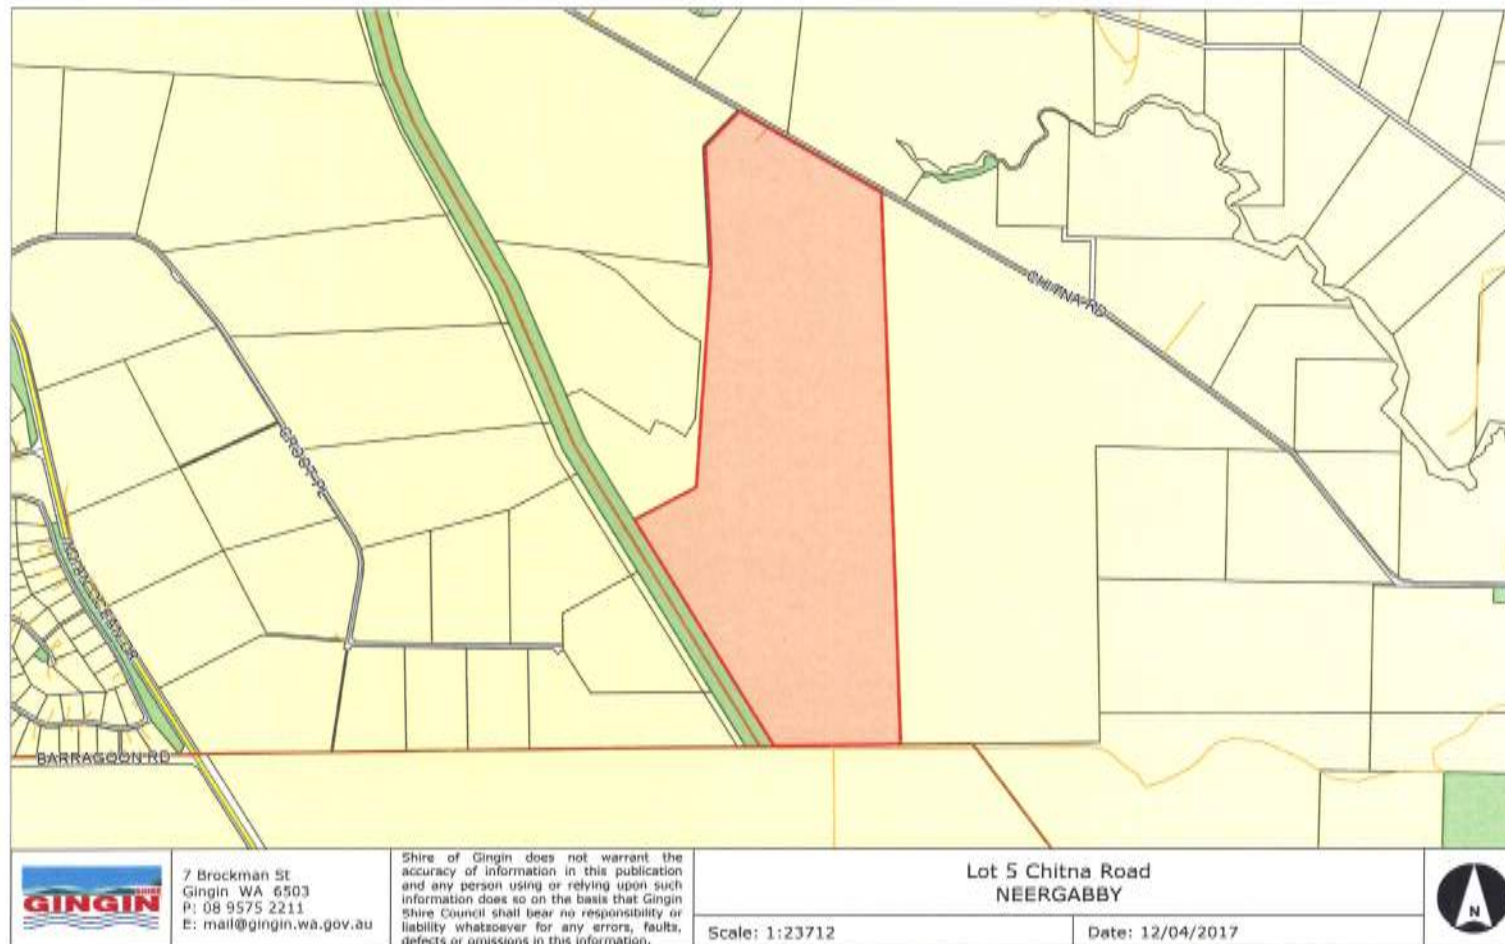 CHITNA RD
GROOT PL
BARRAGOON RD
SHIRE
GINGIN
7 Brockman St
Gingin WA 6503
P: 08 9575 2211
E: mail@gingin.wa.gov.au
Shire of Gingin does not warrant the
accuracy of information in this publication
and any person using or relying upon such
information does so on the basis that Gingin
Shire Council shall bear no responsibility or
liability whatsoever for any errors, faults,
defects or omissions in this information.
Lot 5 Chitna Road
NEERGABBY
Scale: 1:23712
Date: 12/04/2017
N